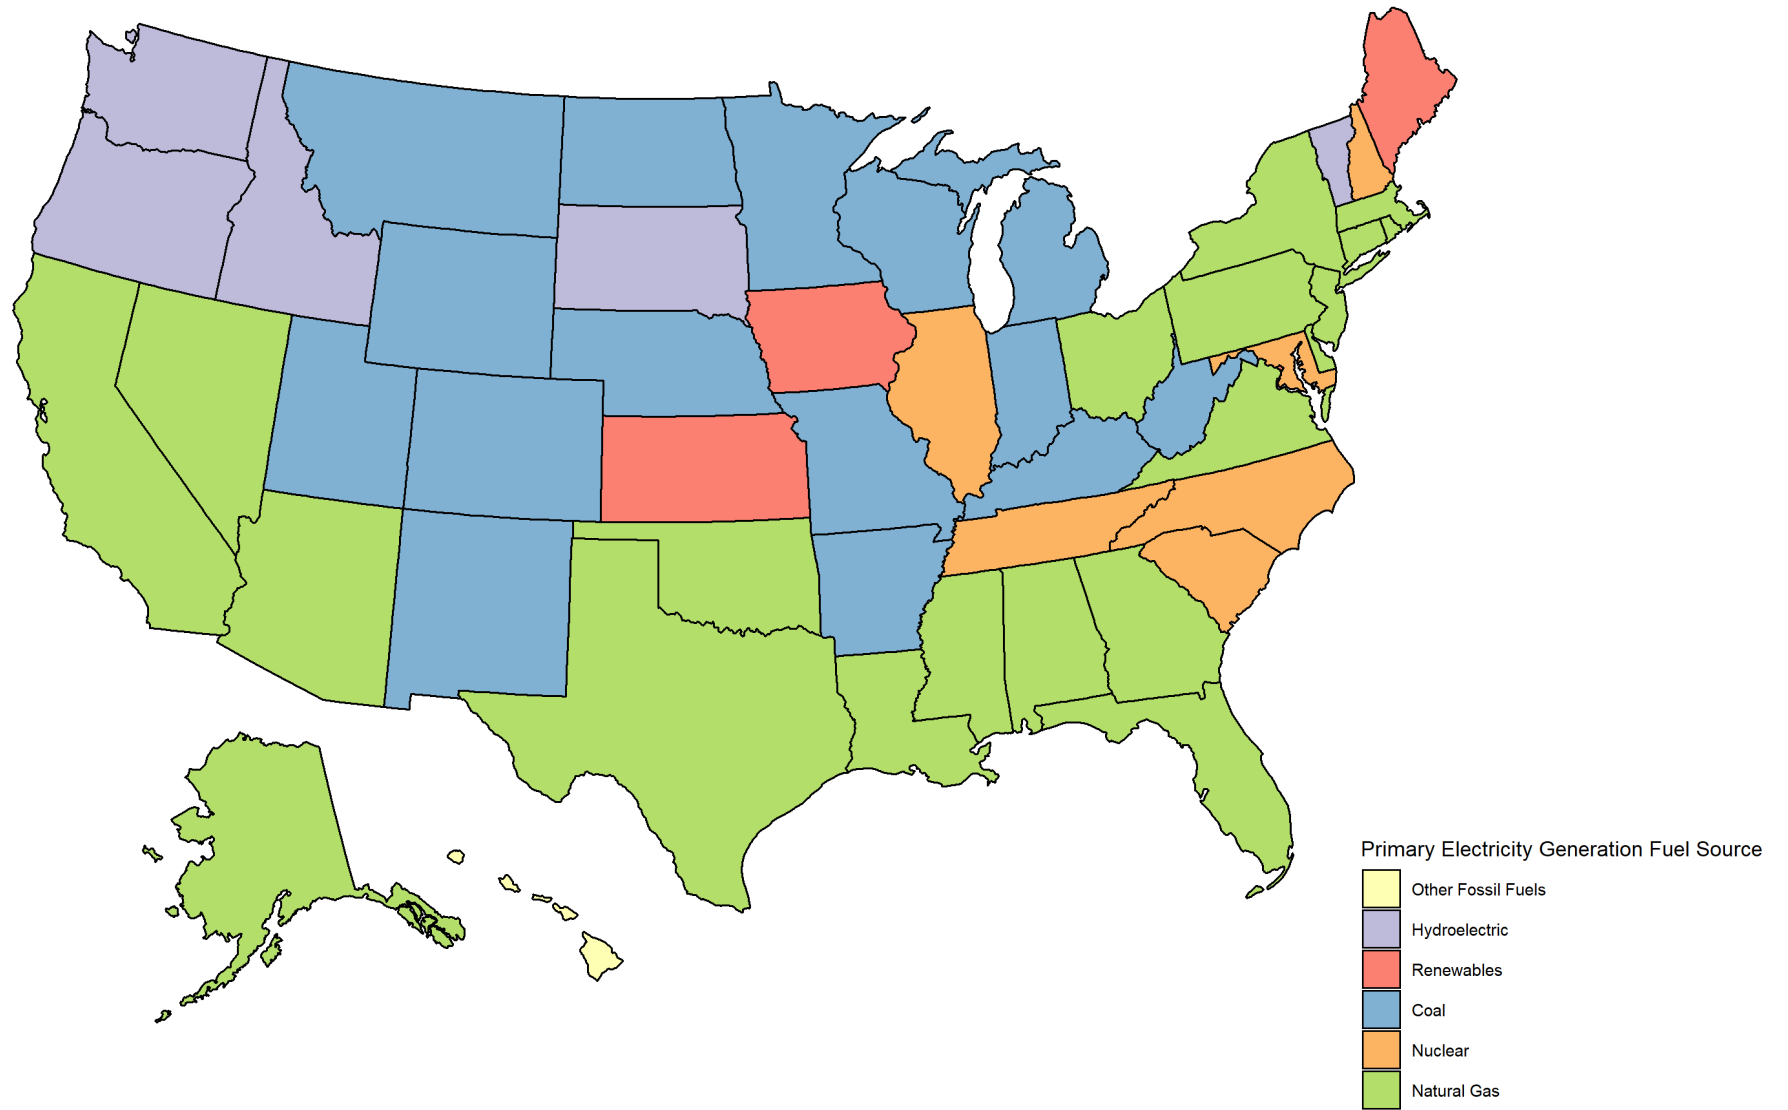 Primary Electricity Generation Fuel Source
Other Fossil Fuels
Hydroelectric
Renewables
Coal
Nuclear
Natural Gas